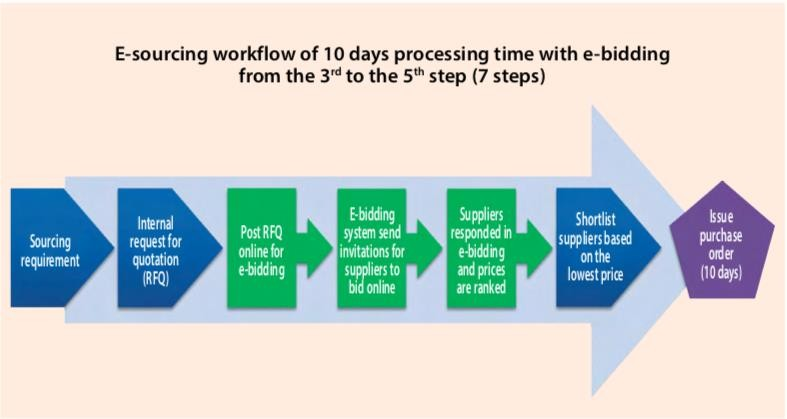 E-sourcing workflow of 10 days processing time with e-bidding
from the 3rd to the 5th step (7 steps)
Sourcing
requirement
Internal
request for
quotation
(RFQ)
Post RFQ
online for
e-bidding
E-bidding
system send
invitations for
suppliers to
bid online
Suppliers
responded in
e-bidding
and prices
are ranked
Shortlist
suppliers based
on the
lowest price
Issue
purchase
order
(10 days)